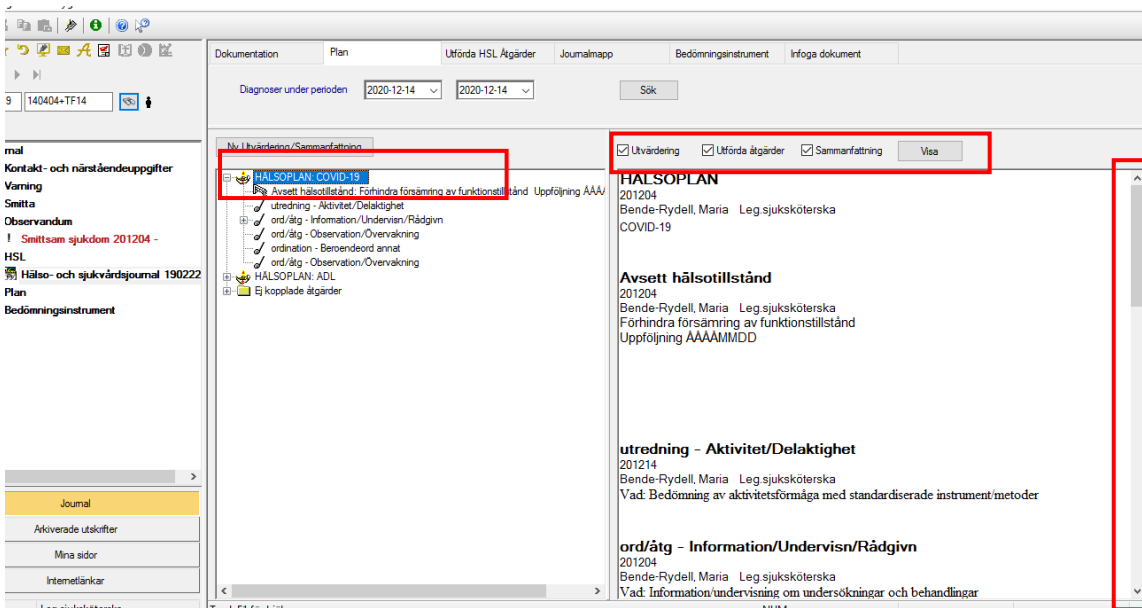 Dokumentation
Plan
Utförda HSL Åtgärder
Journalmapp
Bedömningsinstrument
Infoga dokument
Diagnoser under perioden
2020-12-14
2020-12-14
Sök
9
140404+TF14
Kontakt- och närståendeuppgifter
Varning
Smitta
Observandum
! Smittsam sjukdom 201204 -
HSL
Hälso- och sjukvårdsjournal 190222
Plan
Bedömningsinstrument
Journal
Arkiverade utskrifter
Mina sidor
Internetlänkar
Ny Utvärdering/Sammanfattning
HÄLSOPLAN: COVID-19
Avsett hälsotillstånd: Förhindra försämring av funktionstillstånd Uppföljning ÅÅÅ
utredning - Aktivitet/Delaktighet
ord/åtg - Information/Undervisn/Rådgivn
ord/åtg - Observation/Övervakning
ordination - Beroendeord annat
ord/åtg - Observation/Övervakning
HÄLSOPLAN: ADL
Ej kopplade åtgärder
Utvärdering
Utförda åtgärder
Sammanfattning
Visa
HÄLSOPLAN
201204
Bende-Rydell, Maria Leg.sjuksköterska
COVID-19
Avsett hälsotillstånd
201204
Bende-Rydell, Maria Leg.sjuksköterska
Förhindra försämring av funktionstillstånd
Uppföljning ÅÅÅÅMMDD
utredning - Aktivitet/Delaktighet
201214
Bende-Rydell, Maria Leg.sjuksköterska
Vad: Bedömning av aktivitetsförmåga med standardiserade instrument/metoder
ord/åtg - Information/Undervisn/Rådgivn
201204
Bende-Rydell, Maria Leg.sjuksköterska
Vad: Information/undervisning om undersökningar och behandlingar